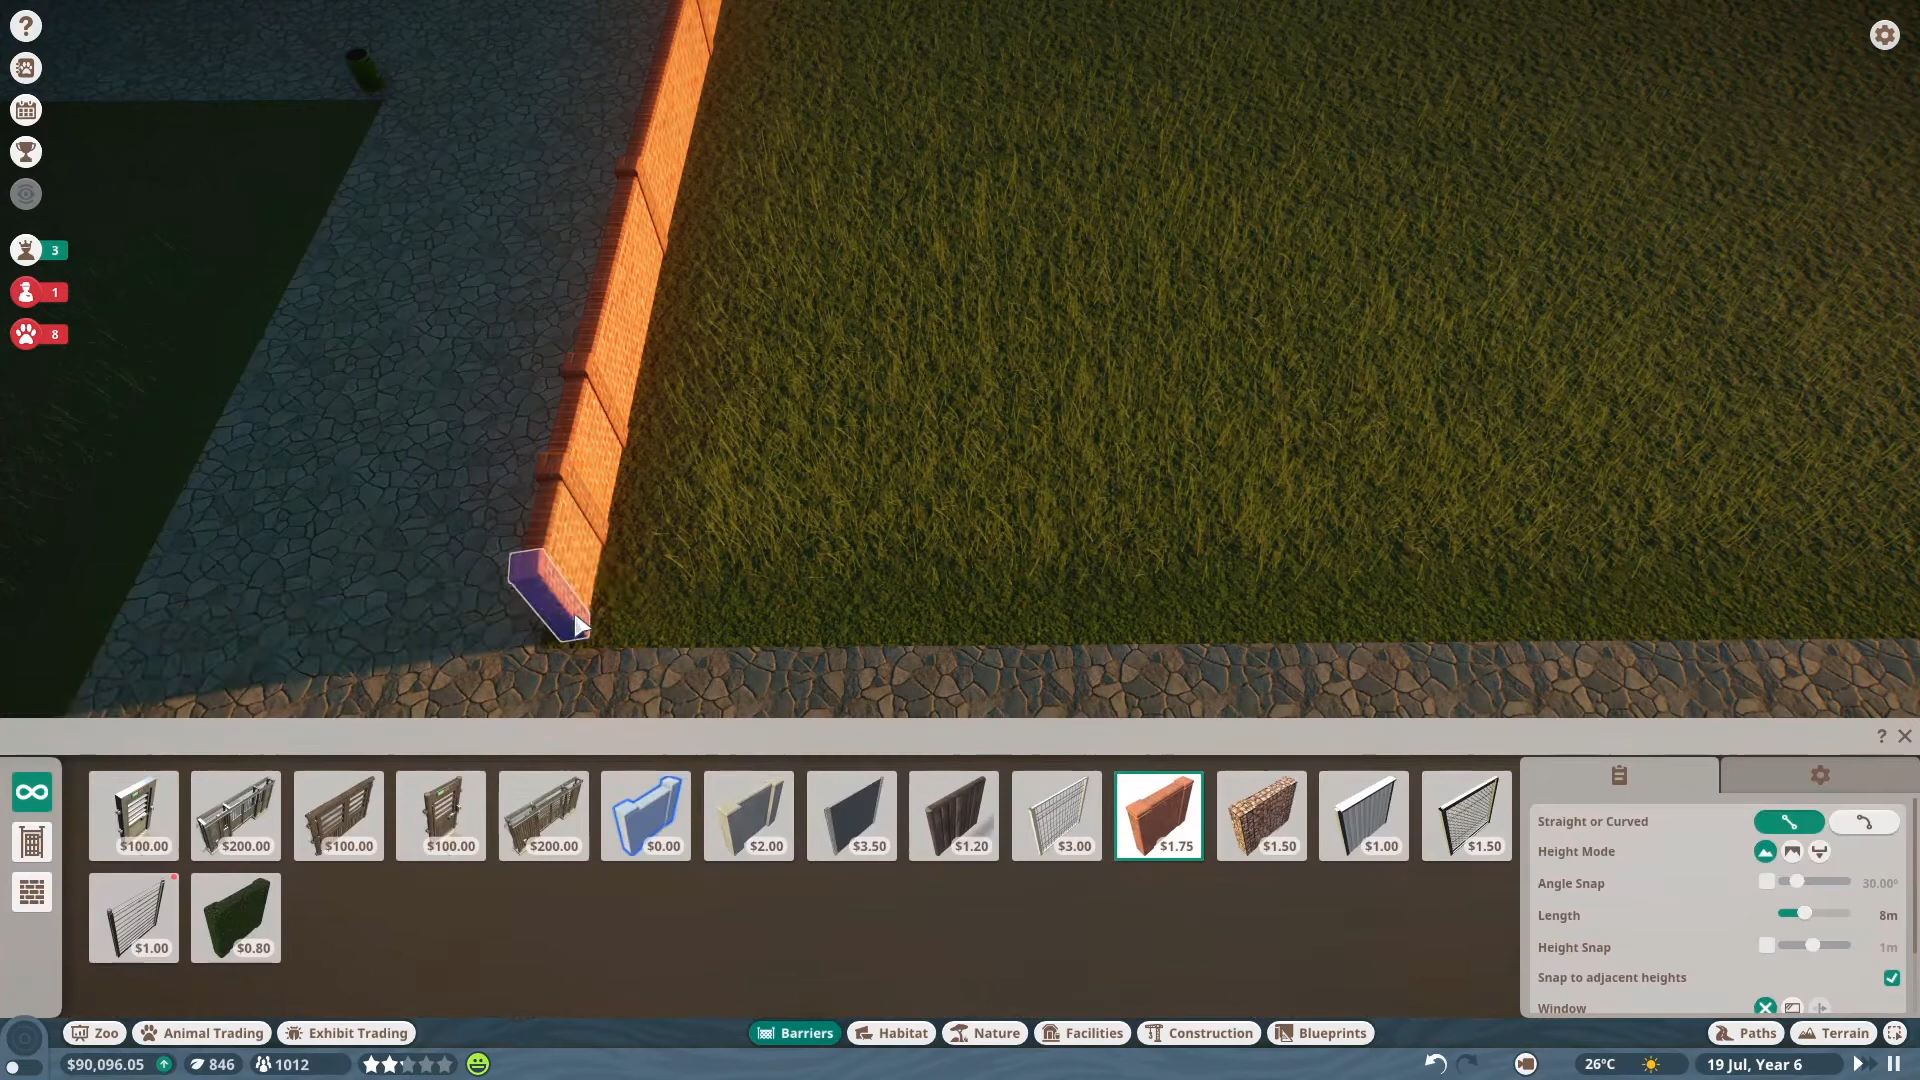 ?
3
1
8
? ×
$100.00 $200.00 $100.00 $100.00 $200.00 $0.00 $2.00 $3.50 $1.20 $3.00 $1.75 $1.50 $1.00 $1.50
$1.00 $0.80
Straight or Curved
Height Mode
Angle Snap 30.00°
Length 8m
Height Snap 1m
Snap to adjacent heights
Window
Zoo Animal Trading Exhibit Trading Barriers Habitat Nature Facilities Construction Blueprints Paths Terrain
$90,096.05 846 1012 26°C 19 Jul, Year 6